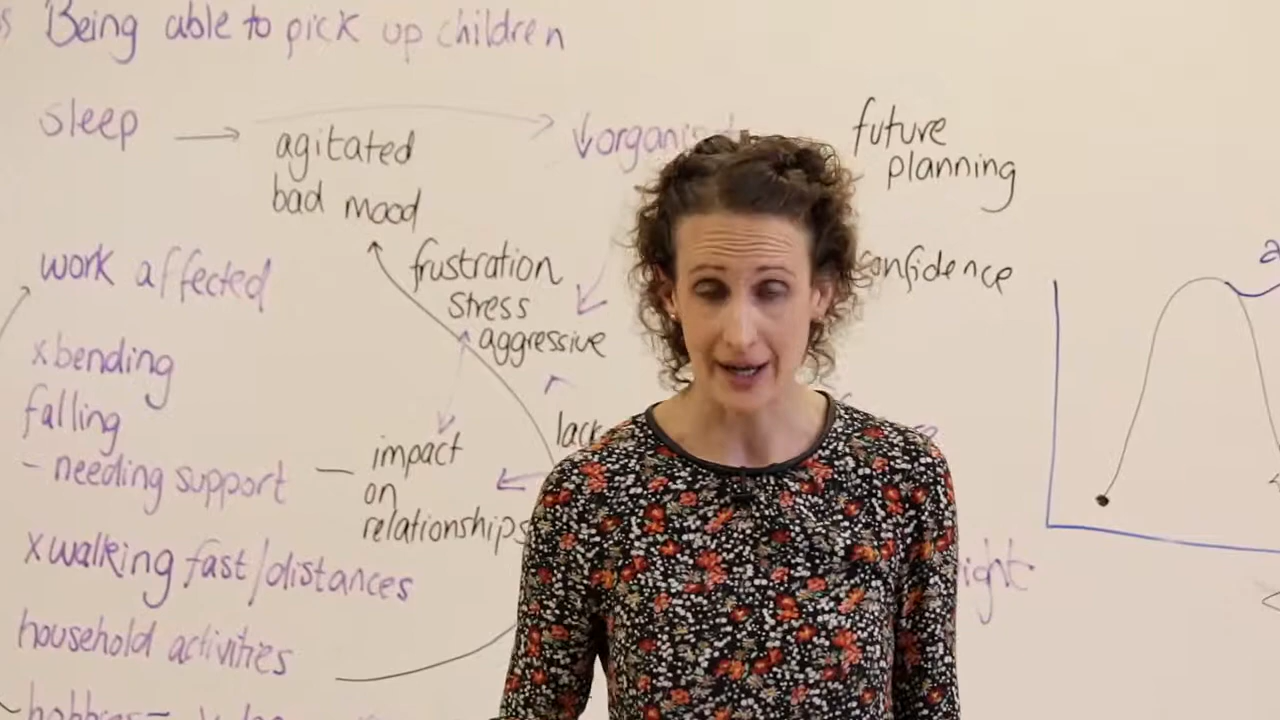 Being able to pick up children
sleep
agitated
bad mood
future
planning
work affected
frustration
stress
aggressive
confidence
x bending
falling
- needing support
impact
on
relationships
x walking fast/distances
household activities